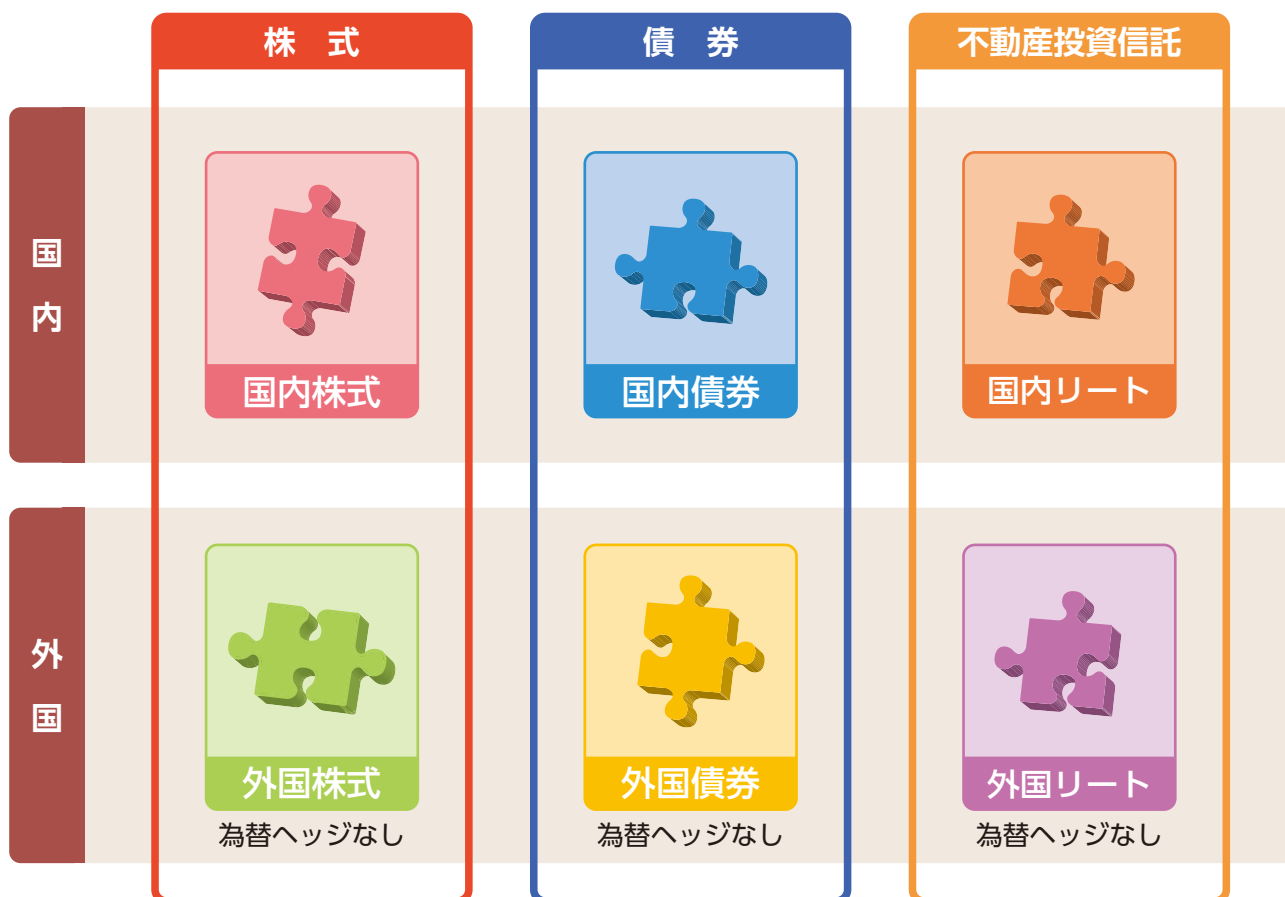 株 式
債 券
不動産投資信託
国内
国内株式
国内債券
国内リート
外国
外国株式
外国債券
外国リート
為替ヘッジなし
為替ヘッジなし
為替ヘッジなし